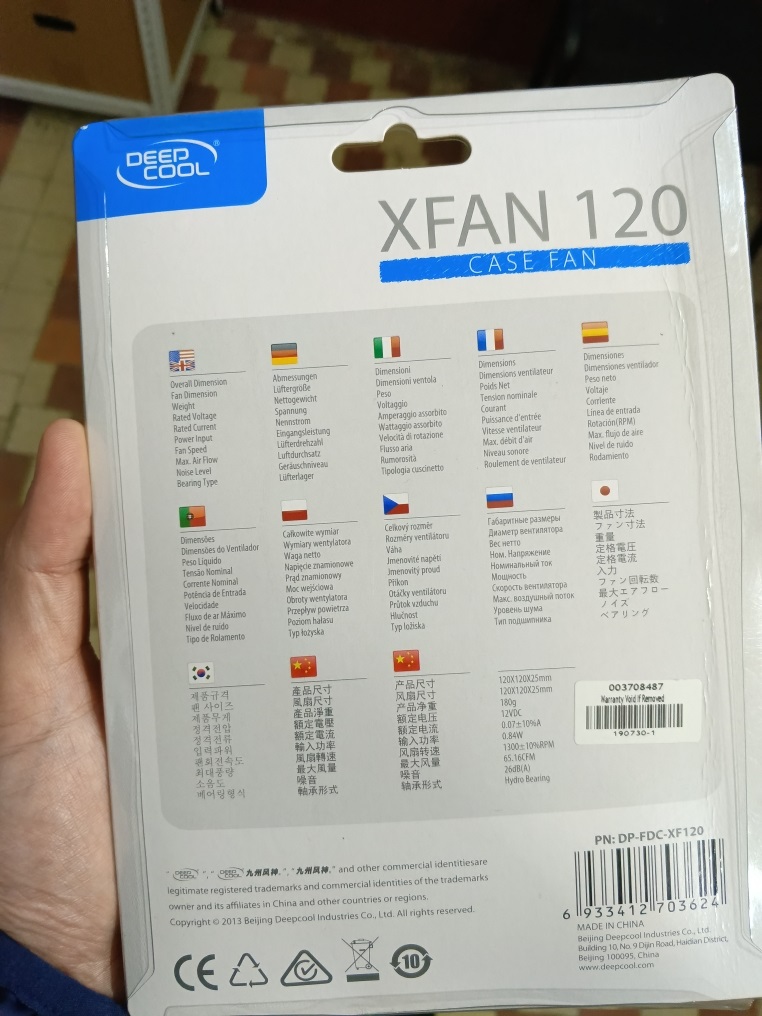 DEEP
COOL®
XFAN 120
CASE FAN
Overall Dimension
Fan Dimension
Weight
Rated Voltage
Rated Current
Power Input
Fan Speed
Max. Air Flow
Noise Level
Bearing Type
Abmessungen
Lüftergröße
Nettogewicht
Spannung
Nennstrom
Eingangsleistung
Lüfterdrehzahl
Luftdurchsatz
Geräuschniveau
Lüfterlager
Dimensioni
Dimensioni ventola
Peso
Voltaggio
Amperaggio assorbito
Wattaggio assorbito
Velocità di rotazione
Flusso aria
Rumorosità
Tipologia cuscinetto
Dimensions
Dimensions ventilateur
Poids Net
Tension nominale
Courant
Puissance d'entrée
Vitesse ventilateur
Max. débit d'air
Niveau sonore
Roulement de ventilateur
Dimensiones
Dimensiones ventilador
Peso neto
Voltaje
Corriente
Línea de entrada
Rotación(RPM)
Max. flujo de aire
Nivel de ruido
Rodamiento
Dimensões
Dimensões do Ventilador
Peso Líquido
Tensão Nominal
Corrente Nominal
Potência de Entrada
Velocidade
Fluxo de ar Máximo
Nível de ruido
Tipo de Rolamento
Całkowite wymiar
Wymiary wentylatora
Waga netto
Napięcie znamionowe
Prąd znamionowy
Moc wejściowa
Obroty wentylatora
Przepływ powietrza
Poziom hałasu
Typ łożyska
Celkový rozměr
Rozměry ventilátoru
Váha
Jmenovité napětí
Jmenovitý proud
Příkon
Otáčky ventilátoru
Průtok vzduchu
Hlučnost
Typ ložiska
Габаритные размеры
Диаметр вентилятора
Вес нетто
Ном. Напряжение
Номинальный ток
Мощность
Скорость вентилятора
Макс. воздушный поток
Уровень шума
Тип подшипника
製品寸法
ファン寸法
重量
定格電圧
定格電流
入力
ファン回転数
最大エアフロー
ノイズ
ベアリング
제품규격
팬 사이즈
제품무게
정격전압
정격전류
입력파워
팬회전속도
최대풍량
소음도
베어링형식
產品尺寸
風扇尺寸
產品淨重
額定電壓
額定電流
輸入功率
風扇轉速
最大風量
噪音
軸承形式
产品尺寸
风扇尺寸
产品净重
额定电压
额定电流
输入功率
风扇转速
最大风量
噪音
轴承形式
120X120X25mm
120X120X25mm
180g
12VDC
0.07±10%A
0.84W
1300±10%RPM
65.16CFM
26dB(A)
Hydro Bearing
003708487
Warranty Void If Removed
190730-1
PN: DP-FDC-XF120
6 933412 703624
MADE IN CHINA
Beijing Deepcool Industries Co., Ltd.
Building 10, No. 9 Dijin Road, Haidian District,
Beijing 100095, China
www.deepcool.com
" DEEP COOL ", " DEEP COOL 九州风神 ", " 九州风神 " and other commercial identitiesare
legitimate registered trademarks and commercial identities of the trademarks
owner and its affiliates in China and other countries or regions.
Copyright © 2013 Beijing Deepcool Industries Co., Ltd. All rights reserved.
CE
10